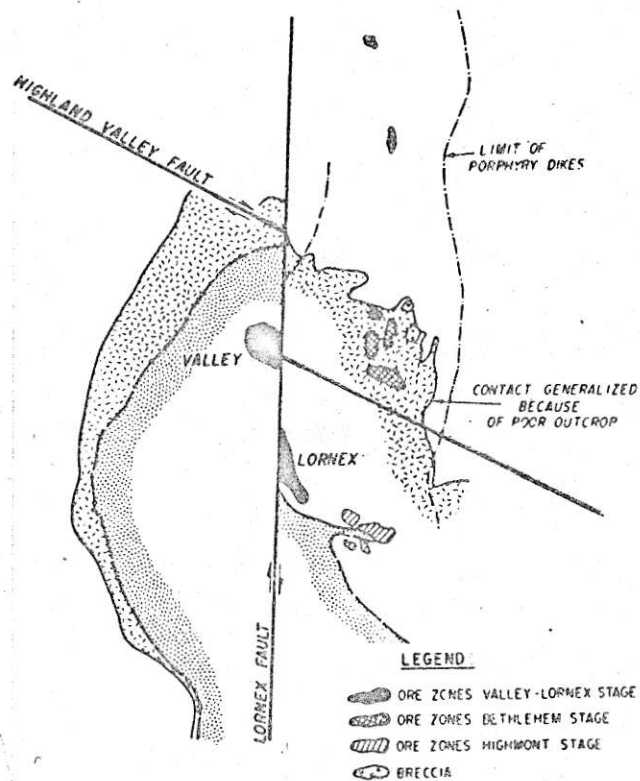 HIGHLAND VALLEY FAULT
LIMIT OF
PORPHYRY DIKES
VALLEY
CONTACT GENERALIZED
BECAUSE
OF POOR OUTCROP
LORNEX
LORNEX FAULT
LEGEND
ORE ZONES VALLEY-LORNEX STAGE
ORE ZONES BETHLEHEM STAGE
ORE ZONES HIGHMONT STAGE
BRECCIA